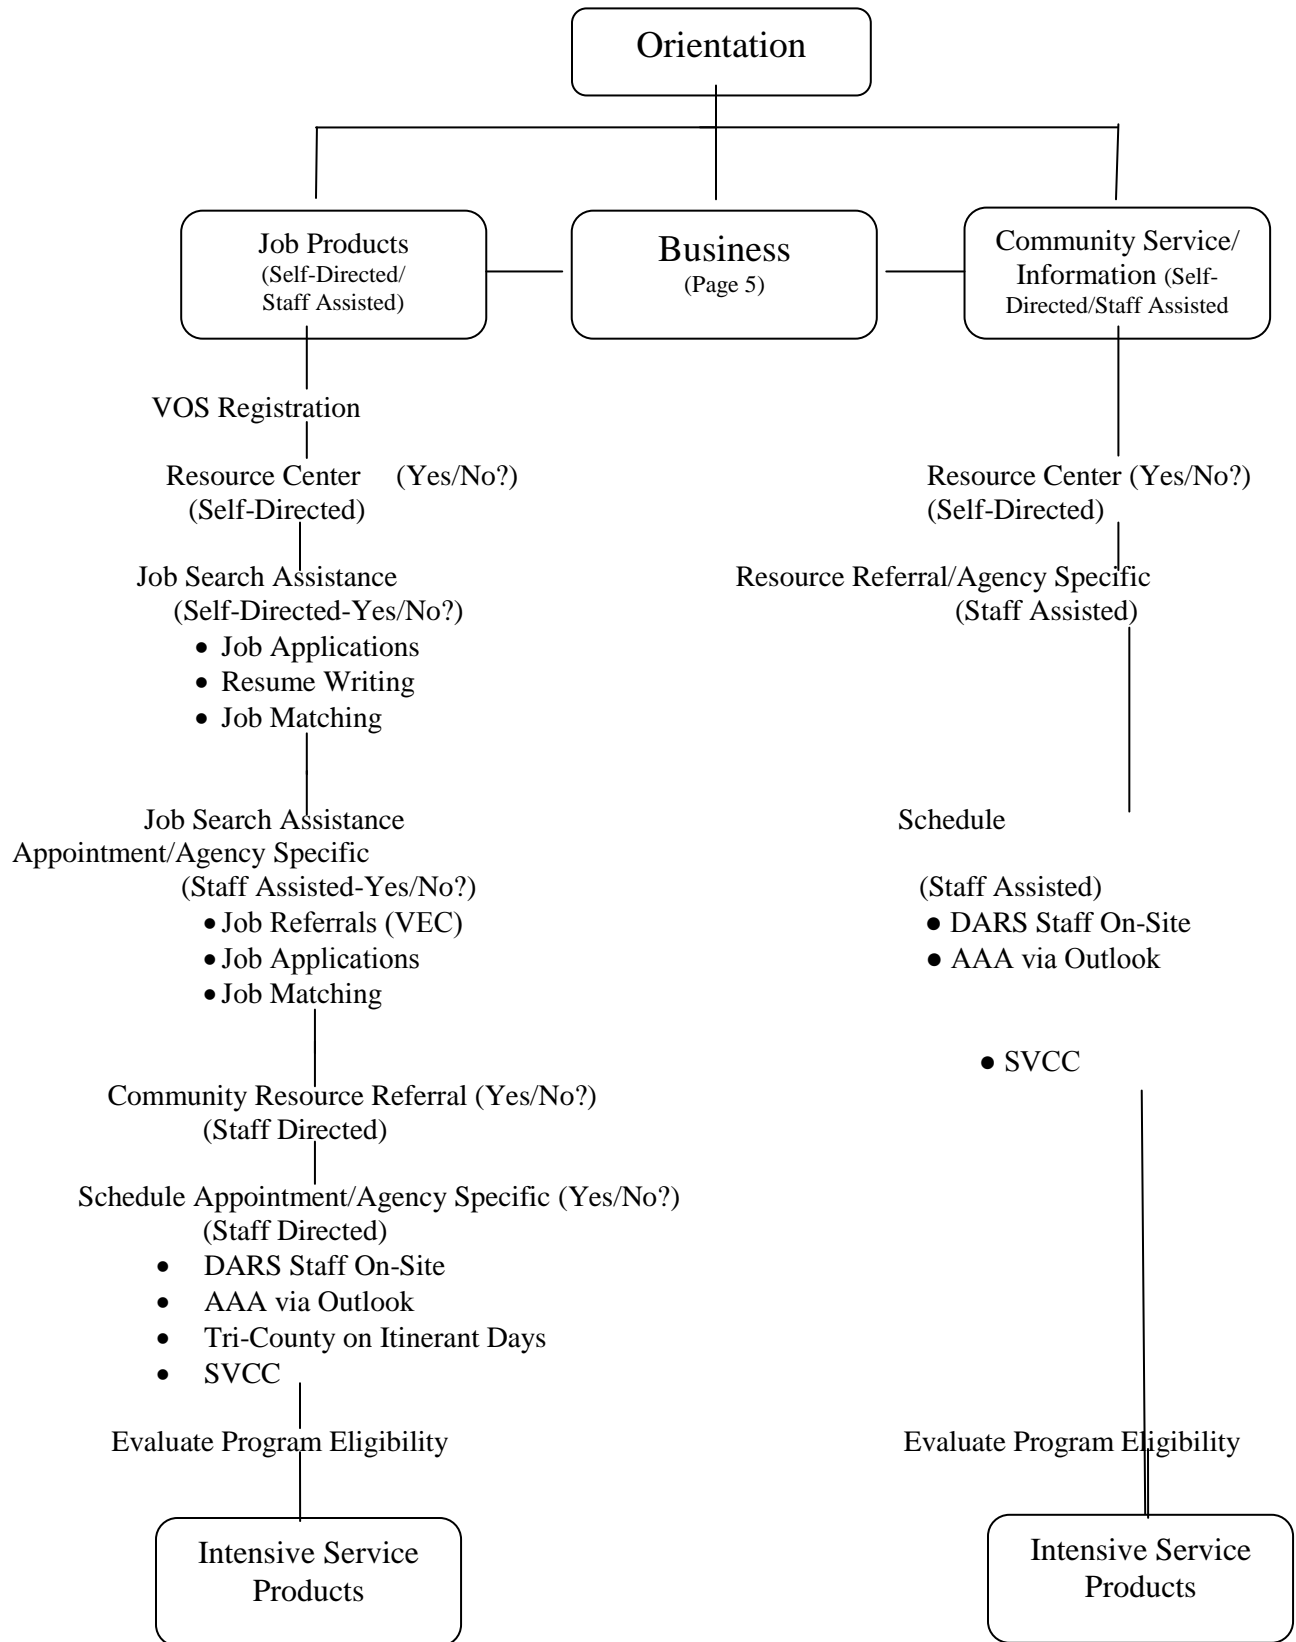 Orientation
Job Products
(Self-Directed/
Staff Assisted)
Business
(Page 5)
Community Service/
Information (Self-
Directed/Staff Assisted
VOS Registration
Resource Center (Yes/No?)
(Self-Directed)
Job Search Assistance
(Self-Directed-Yes/No?)
• Job Applications
• Resume Writing
• Job Matching
Job Search Assistance
Appointment/Agency Specific
(Staff Assisted-Yes/No?)
• Job Referrals (VEC)
• Job Applications
• Job Matching
Community Resource Referral (Yes/No?)
(Staff Directed)
Schedule Appointment/Agency Specific (Yes/No?)
(Staff Directed)
• DARS Staff On-Site
• AAA via Outlook
• Tri-County on Itinerant Days
• SVCC
Evaluate Program Eligibility
Intensive Service
Products
Resource Center (Yes/No?)
(Self-Directed)
Resource Referral/Agency Specific
(Staff Assisted)
Schedule
(Staff Assisted)
● DARS Staff On-Site
● AAA via Outlook
● SVCC
Evaluate Program Eligibility
Intensive Service
Products